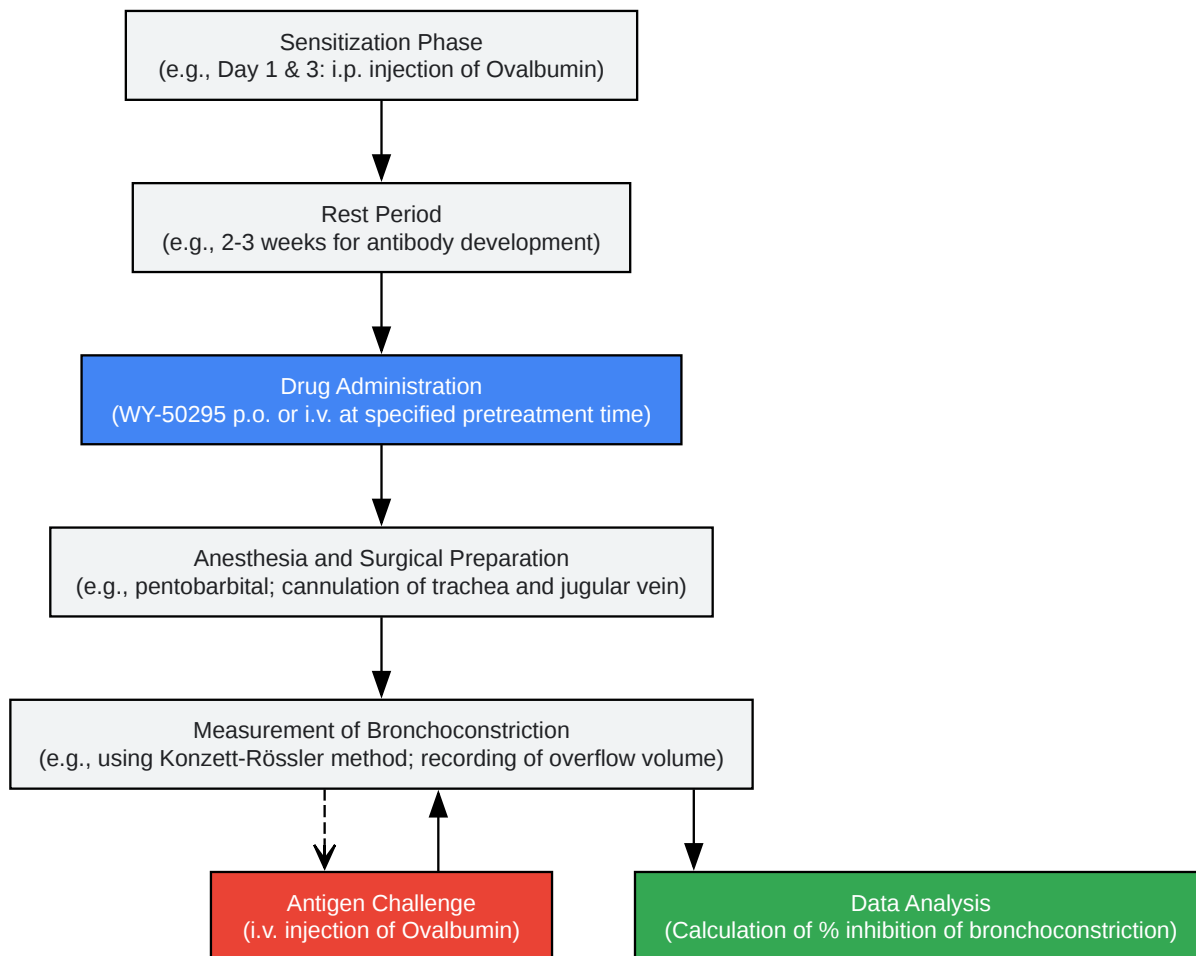 Sensitization Phase
(e.g., Day 1 & 3: i.p. injection of Ovalbumin)
Rest Period
(e.g., 2-3 weeks for antibody development)
Drug Administration
(WY-50295 p.o. or i.v. at specified pretreatment time)
Anesthesia and Surgical Preparation
(e.g., pentobarbital; cannulation of trachea and jugular vein)
Measurement of Bronchoconstriction
(e.g., using Konzett-Rössler method; recording of overflow volume)
Antigen Challenge
(i.v. injection of Ovalbumin)
Data Analysis
(Calculation of % inhibition of bronchoconstriction)